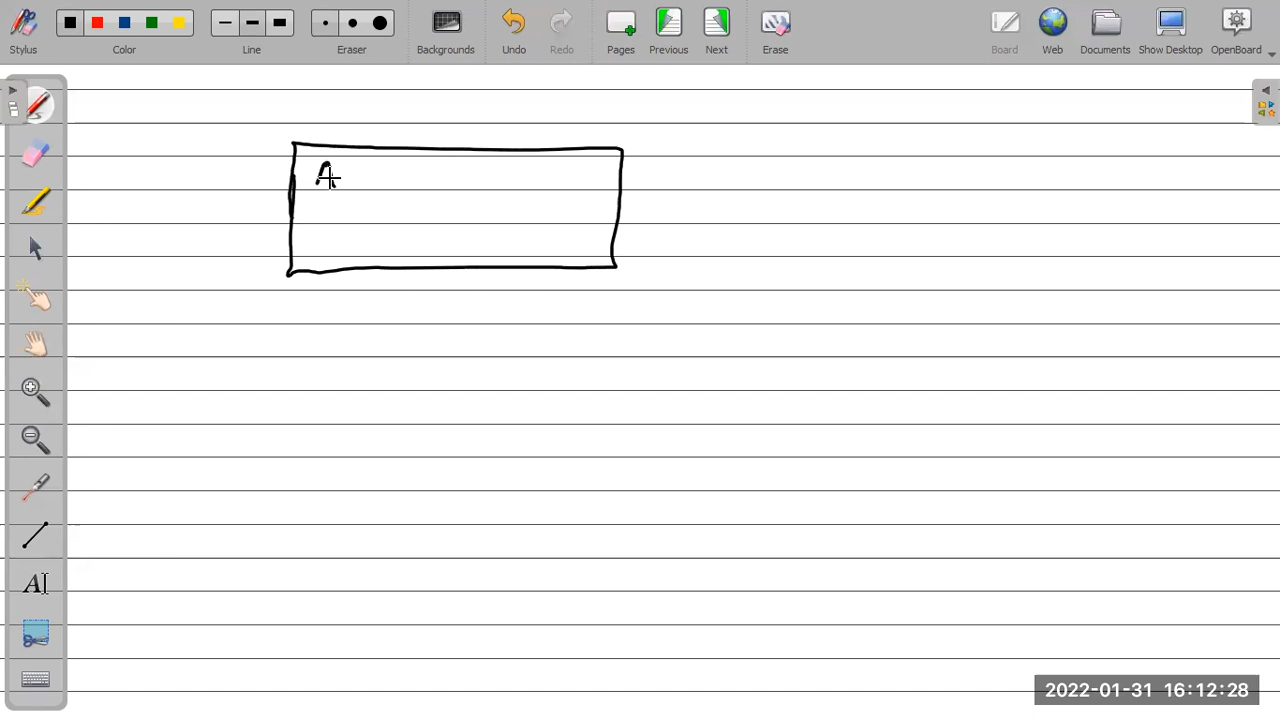 Stylus Color Line Eraser Backgrounds Undo Redo Pages Previous Next Erase Board Web Documents Show Desktop OpenBoard
A
A
2022-01-31 16:12:28